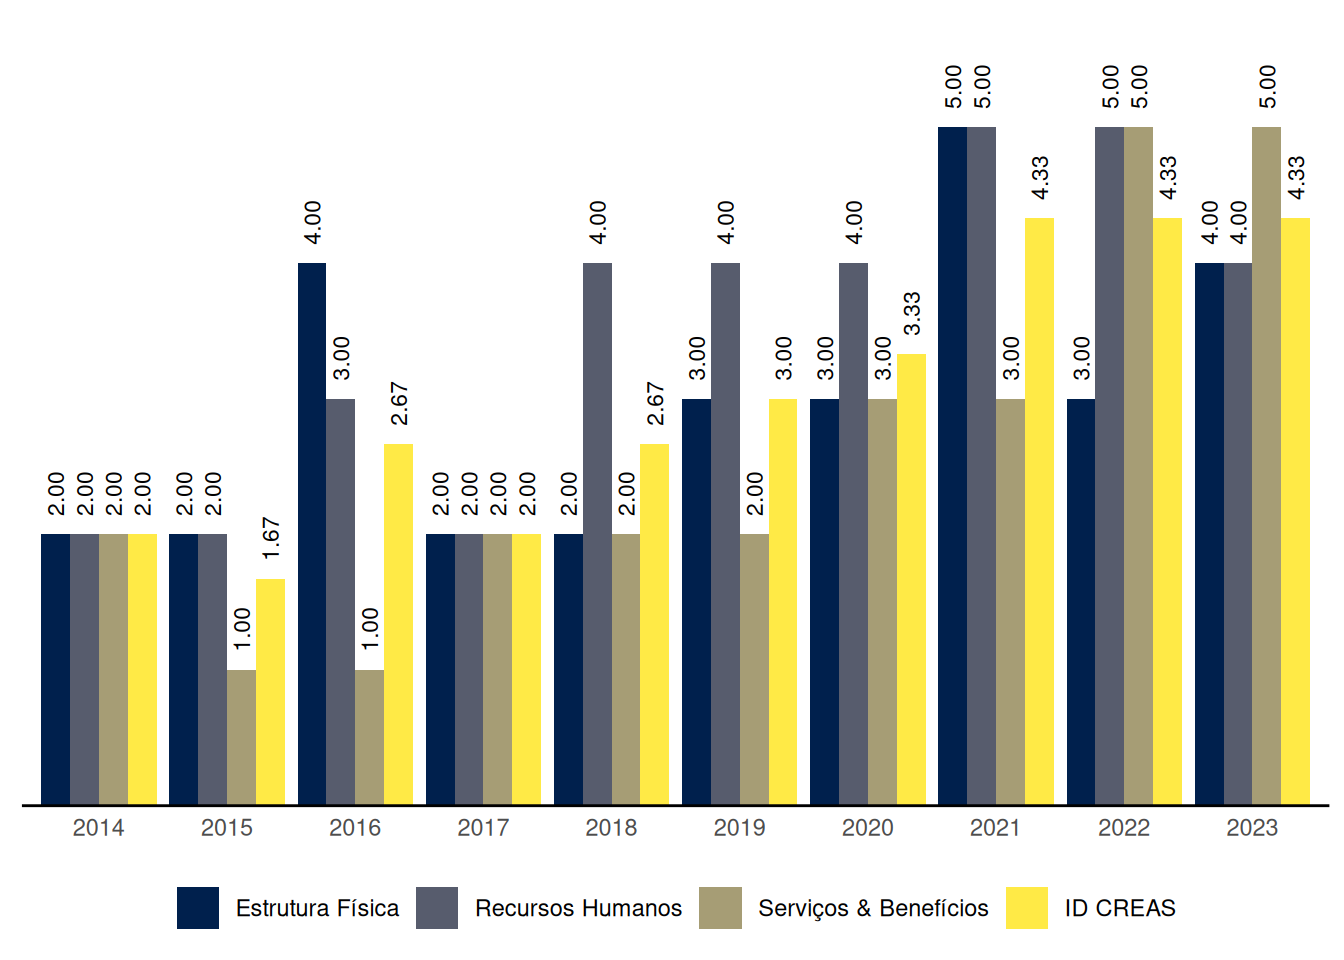 5.00 5.00 5.00 5.00 5.00
4.33 4.33 4.33
4.00 4.00 4.00 4.00 4.00 4.00
3.33
3.00 3.00 3.00 3.00 3.00 3.00 3.00
2.67 2.67
2.00 2.00 2.00 2.00 2.00 2.00 2.00 2.00 2.00 2.00 2.00 2.00 2.00
1.67
1.00 1.00
2014 2015 2016 2017 2018 2019 2020 2021 2022 2023
Estrutura Física Recursos Humanos Serviços & Benefícios ID CREAS